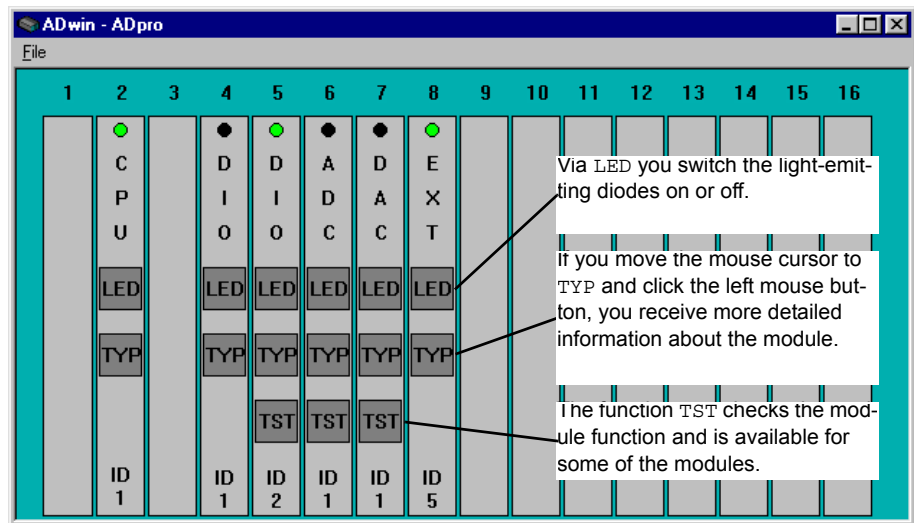 ADwin - ADpro
File
1 2 3 4 5 6 7 8 9 10 11 12 13 14 15 16
C D D A D E
P I I D A X
U O O C C T
LED LED LED LED LED LED
TYP TYP TYP TYP TYP TYP
TST TST TST
ID ID ID ID ID ID
1 1 2 1 1 5
Via LED you switch the light-emit-
ting diodes on or off.
If you move the mouse cursor to
TYP and click the left mouse but-
ton, you receive more detailed
information about the module.
The function TST checks the mod-
ule function and is available for
some of the modules.